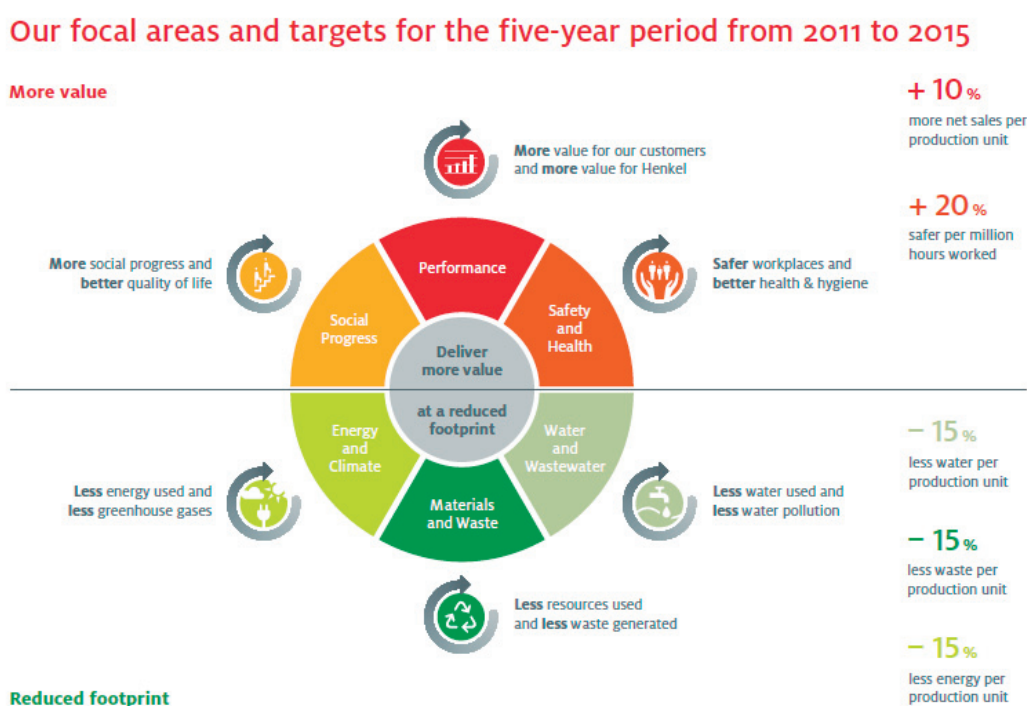 Our focal areas and targets for the five-year period from 2011 to 2015
More value
+ 10 %
more net sales per
production unit
More value for our customers
and more value for Henkel
+ 20 %
safer per million
hours worked
More social progress and
better quality of life
Performance
Safer workplaces and
better health & hygiene
Social
Progress
Safety
and
Health
Deliver
more value
at a reduced
footprint
Energy
and
Climate
Water
and
Wastewater
− 15 %
less water per
production unit
Less energy used and
less greenhouse gases
Materials
and Waste
Less water used and
less water pollution
− 15 %
less waste per
production unit
Less resources used
and less waste generated
− 15 %
less energy per
production unit
Reduced footprint